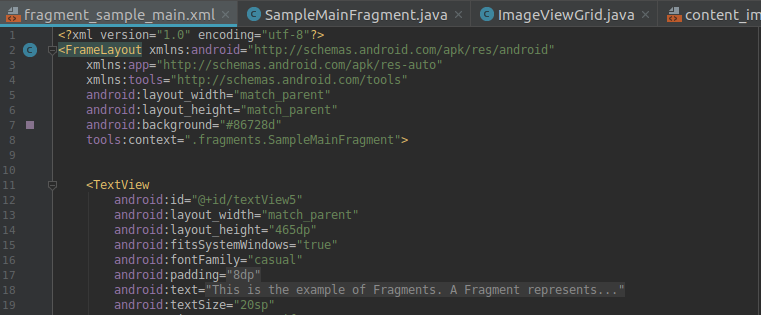 fragment_sample_main.xml SampleMainFragment.java ImageViewGrid.java content_im
1 <?xml version="1.0" encoding="utf-8"?>
2 <FrameLayout xmlns:android="http://schemas.android.com/apk/res/android"
3 xmlns:app="http://schemas.android.com/apk/res-auto"
4 xmlns:tools="http://schemas.android.com/tools"
5 android:layout_width="match_parent"
6 android:layout_height="match_parent"
7 android:background="#86728d"
8 tools:context=".fragments.SampleMainFragment">
9
10
11 <TextView
12 android:id="@+id/textView5"
13 android:layout_width="match_parent"
14 android:layout_height="465dp"
15 android:fitsSystemWindows="true"
16 android:fontFamily="casual"
17 android:padding="8dp"
18 android:text="This is the example of Fragments. A Fragment represents..."
19 android:textSize="20sp"